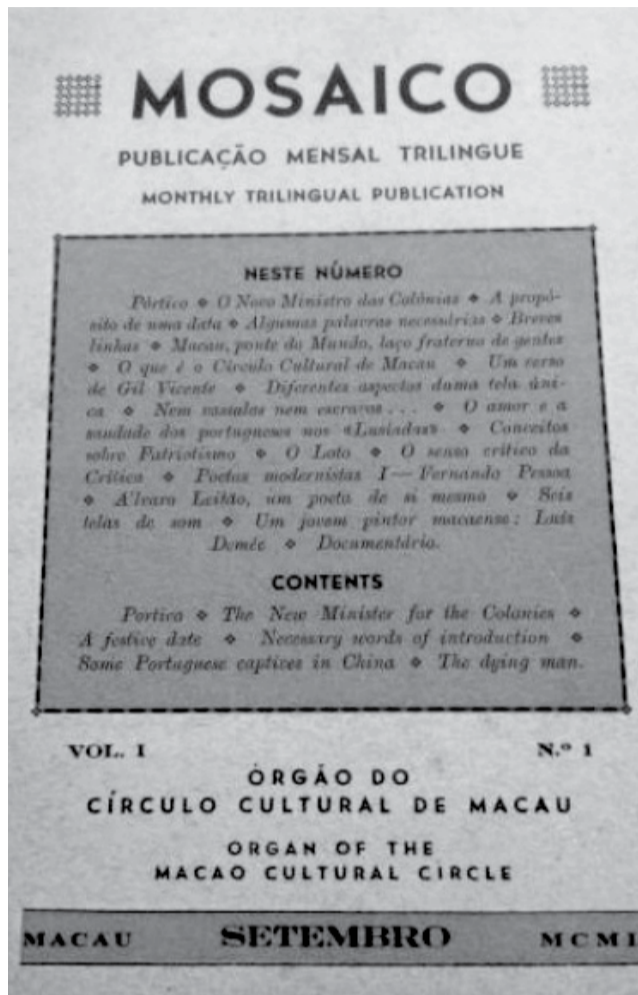 MOSAICO
PUBLICAÇÃO MENSAL TRILINGUE
MONTHLY TRILINGUAL PUBLICATION
NESTE NÚMERO
Pórtico ❖ O Novo Ministro das Colónias ❖ A propó-
sito de uma data ❖ Algumas palavras necessárias ❖ Breves
linhas ❖ Macau, ponte do Mundo, laço fraterno de gentes
❖ O que é o Círculo Cultural de Macau ❖ Um verso
de Gil Vicente ❖ Diferentes aspectos duma tela úni-
ca ❖ Nem vassalos nem escravos . . . ❖ O amor e a
saudade dos portugueses nos «Lusíadas» ❖ Conceitos
sobre Patriotismo ❖ O Loto ❖ O senso crítico da
Crítica ❖ Poetas modernistas I — Fernando Pessoa
❖ A'lvaro Leitão, um poeta de si mesmo ❖ Seis
telas de som ❖ Um jovem pintor macaense: Luís
Demée ❖ Documentário.
CONTENTS
Portico ❖ The New Minister for the Colonies ❖
A festive date ❖ Necessary words of introduction ❖
Some Portuguese captives in China ❖ The dying man.
VOL. I N.º 1
ÓRGÃO DO
CÍRCULO CULTURAL DE MACAU
ORGAN OF THE
MACAO CULTURAL CIRCLE
MACAU SETEMBRO MCML